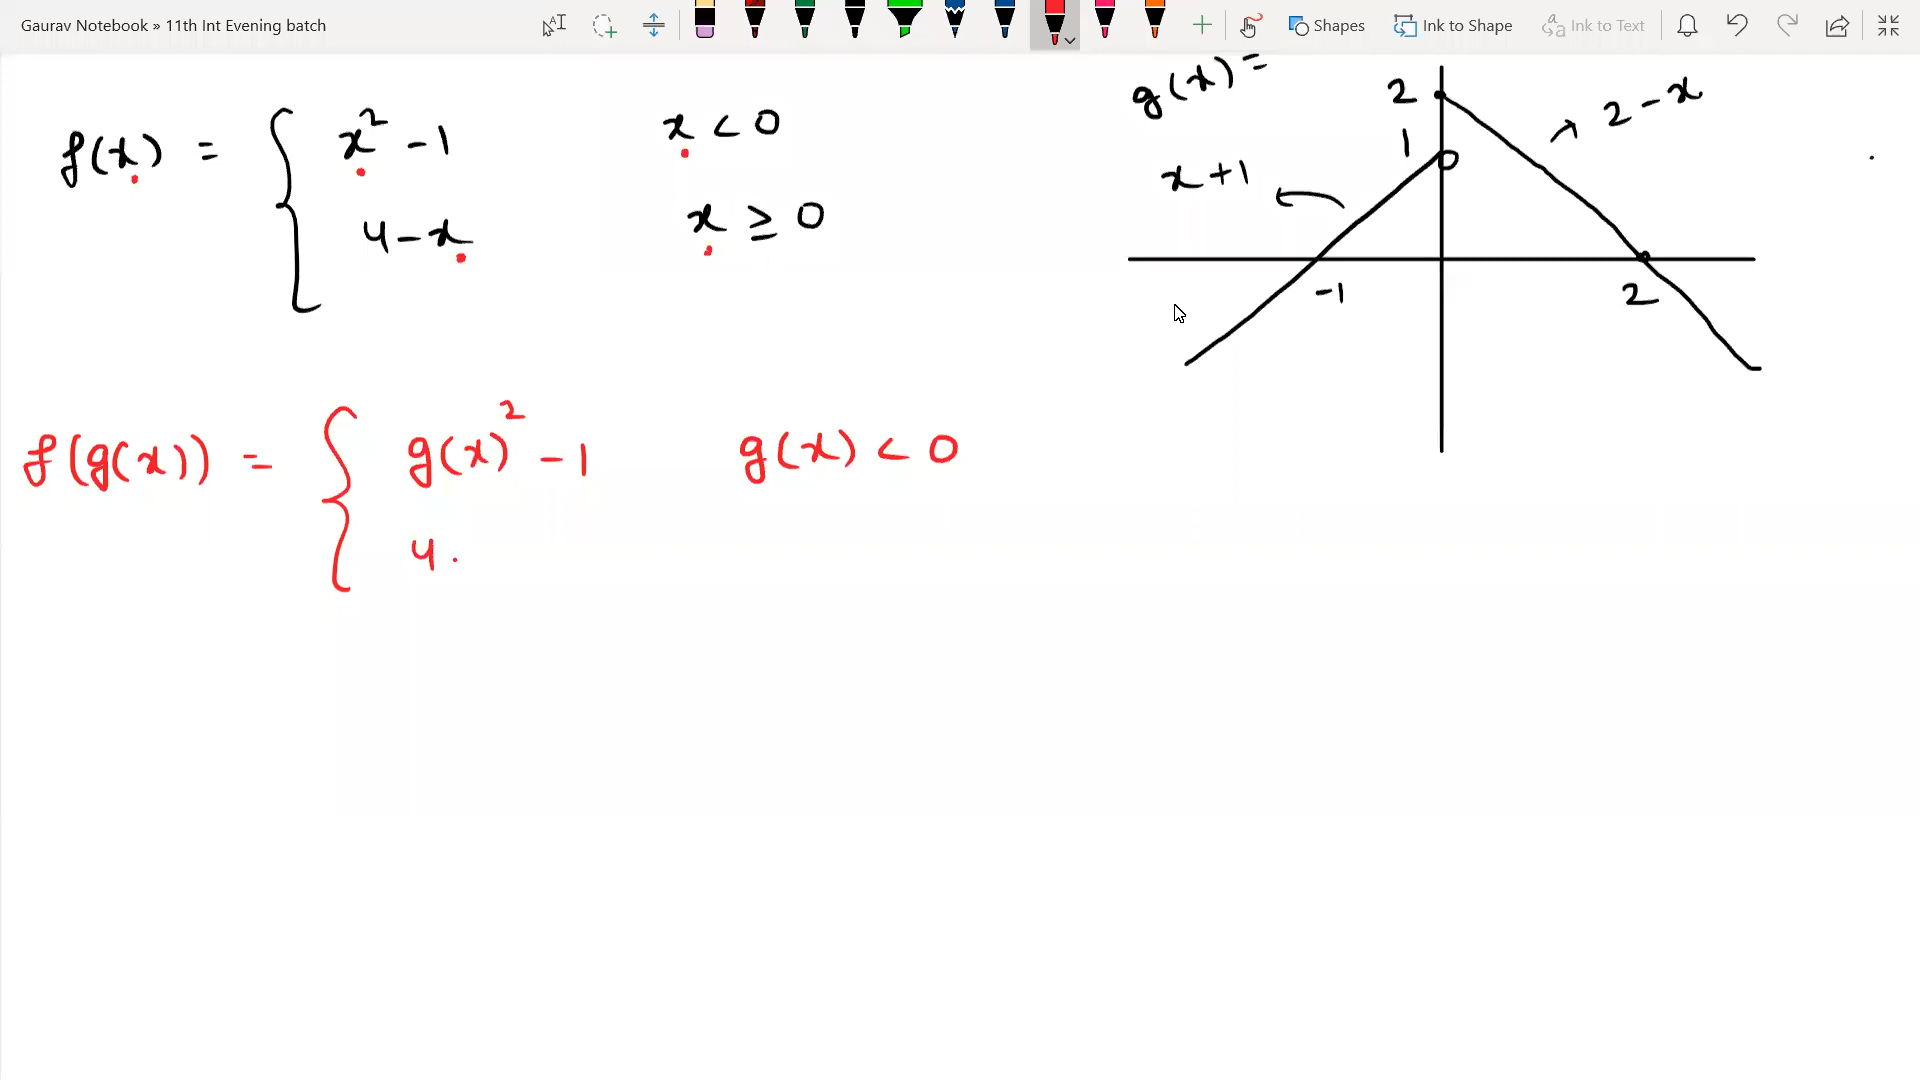 Gaurav Notebook » 11th Int Evening batch
Shapes Ink to Shape Ink to Text
g(x) =
f(x) = { x² - 1 x < 0
4 - x x ≥ 0
2
1
2 - x
x + 1
-1
2
f(g(x)) = { g(x)² - 1 g(x) < 0
4 .